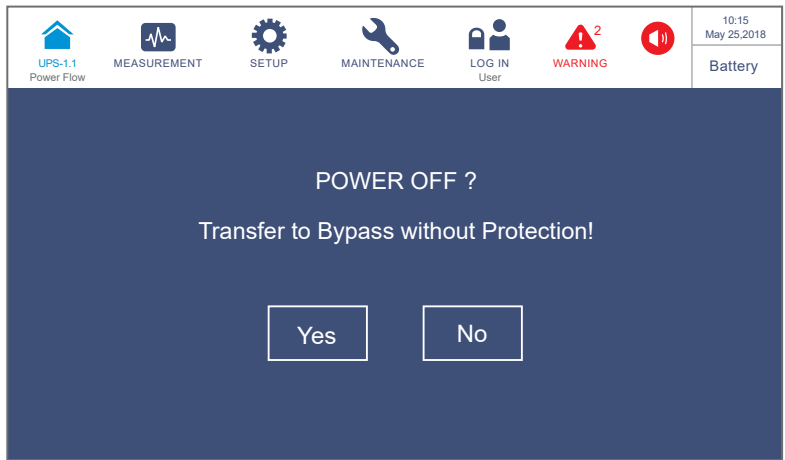 UPS-1.1
Power Flow
MEASUREMENT
SETUP
MAINTENANCE
LOG IN
User
2
WARNING
10:15
May 25,2018
Battery
POWER OFF ?
Transfer to Bypass without Protection!
Yes
No